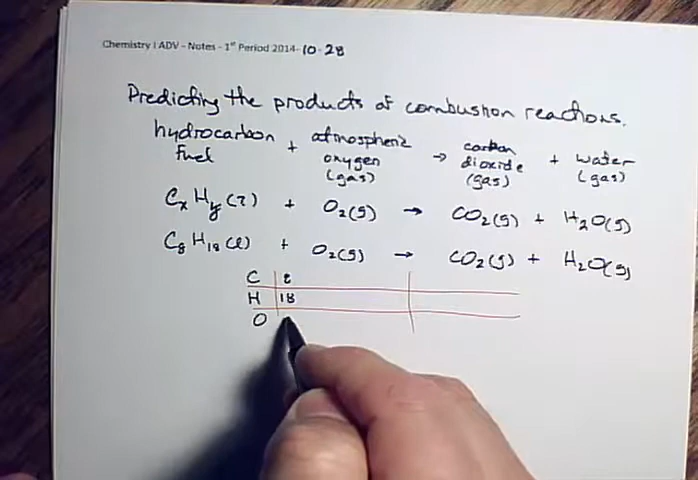 Chemistry I ADV - Notes - 1st Period 2014-10-28
Predicting the products of combustion reactions.
hydrocarbon fuel + atmospheric oxygen (gas) → carbon dioxide (gas) + water (gas)
CxHy(?) + O2(g) → CO2(g) + H2O(g)
C8H18(l) + O2(g) → CO2(g) + H2O(g)
C 8
H 18
O